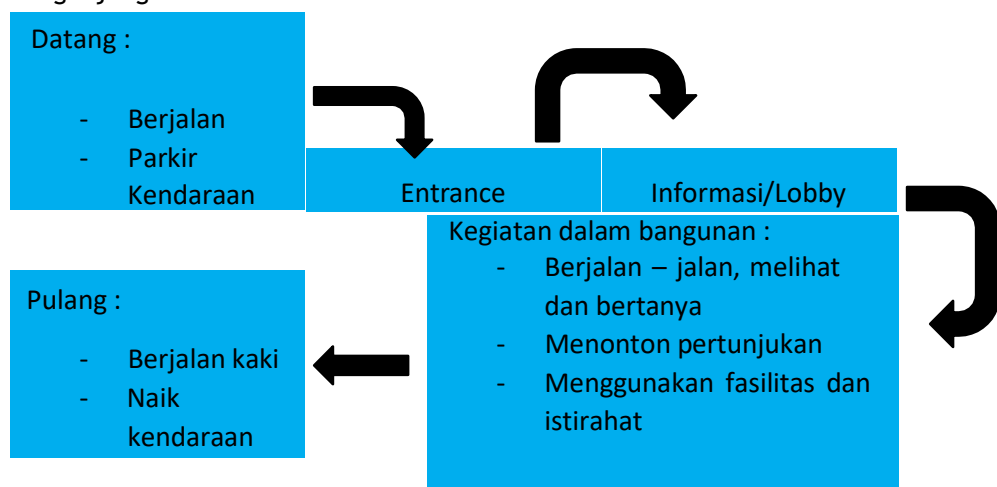 Datang :
- Berjalan
- Parkir
Kendaraan
Entrance
Informasi/Lobby
Kegiatan dalam bangunan :
- Berjalan – jalan, melihat
dan bertanya
- Menonton pertunjukan
- Menggunakan fasilitas dan
istirahat
Pulang :
- Berjalan kaki
- Naik
kendaraan